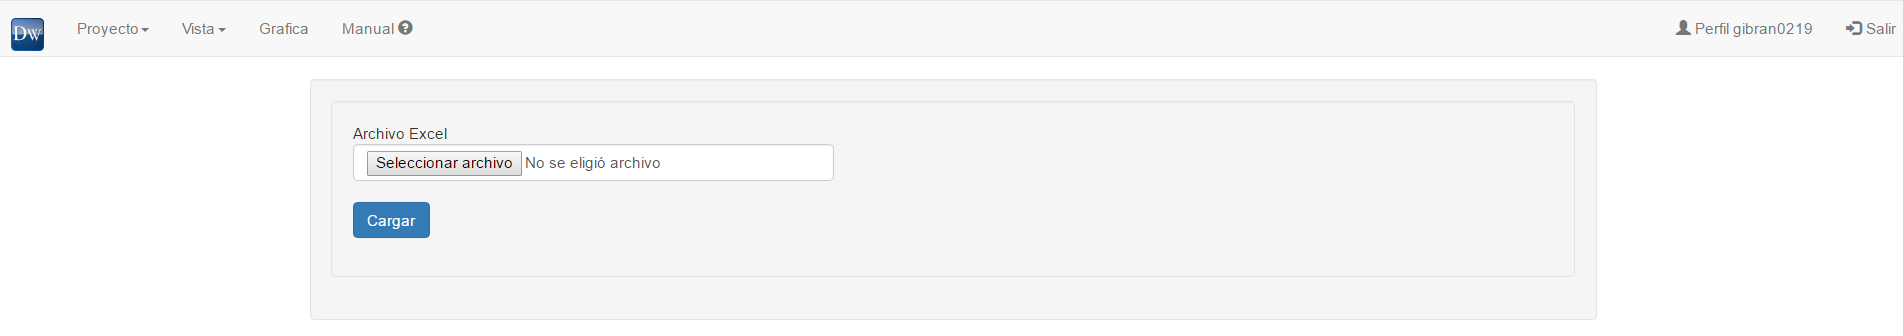 Dw Proyecto Vista Grafica Manual Perfil gibran0219 Salir
Archivo Excel
Seleccionar archivo No se eligió archivo
Cargar